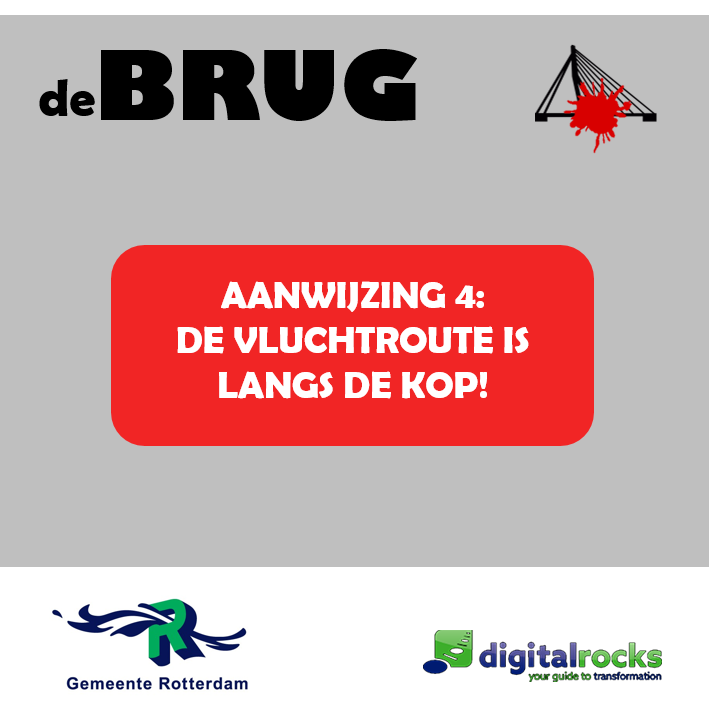 deBRUG
AANWIJZING 4:
DE VLUCHTROUTE IS
LANGS DE KOP!
R
Gemeente Rotterdam
digitalrocks
your guide to transformation